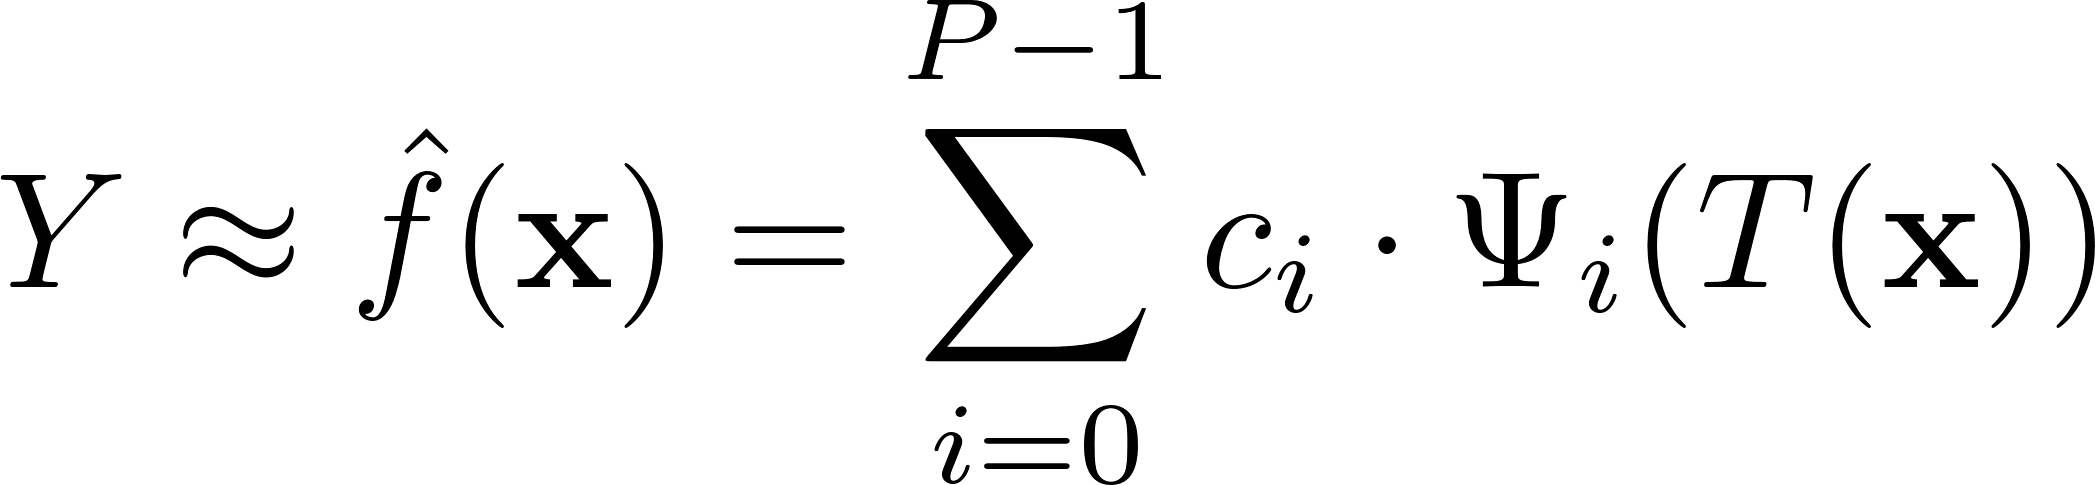 Y ≈ f̂(𝐱) = ∑_{i=0}^{P−1} c_i · Ψ_i(T(𝐱))